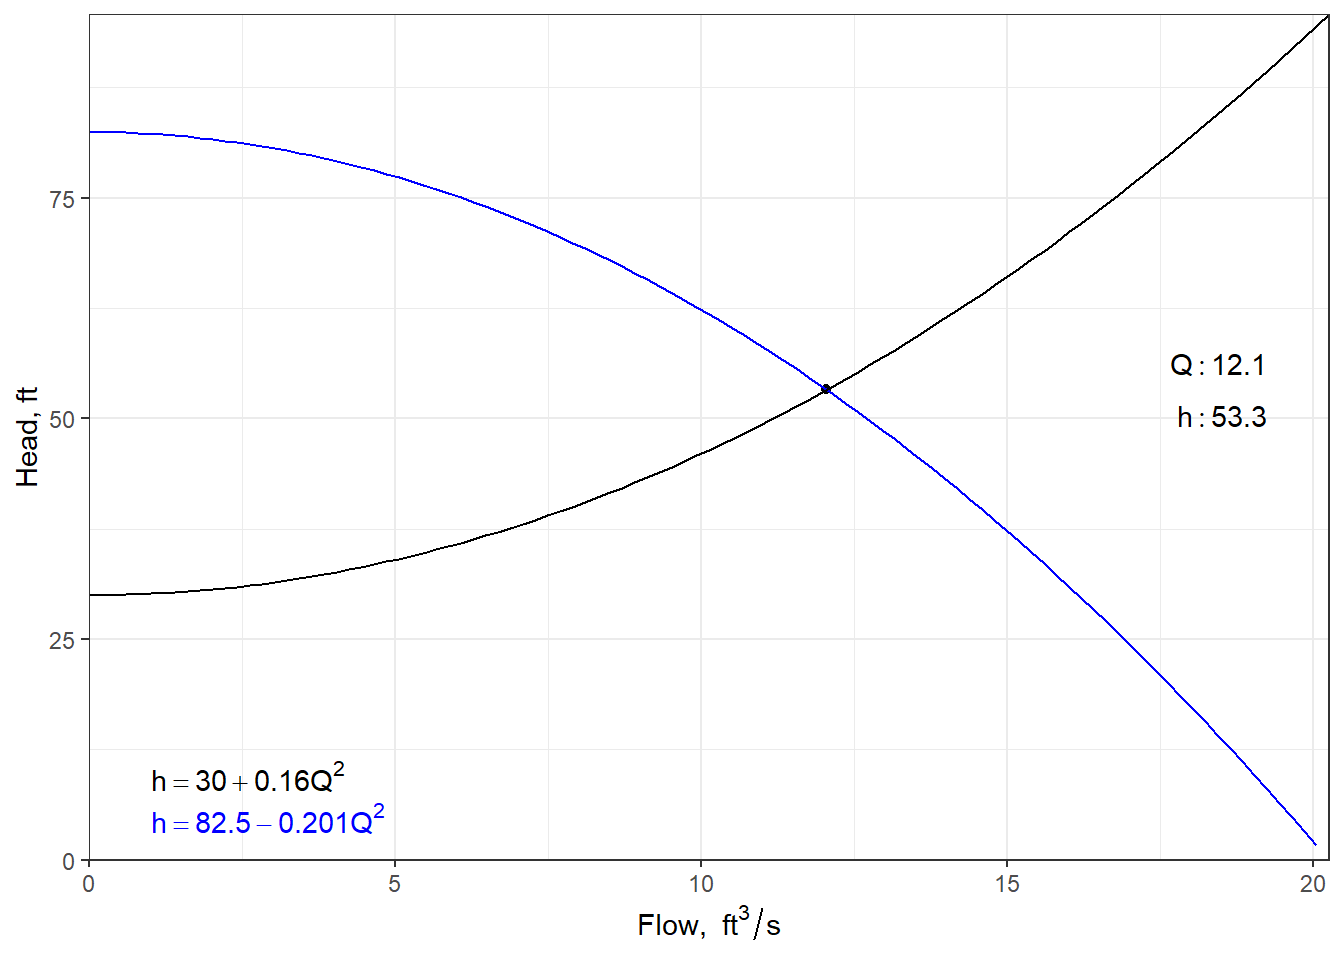 75
50
25
0
Head, ft
Q : 12.1
h : 53.3
h = 30 + 0.16Q²
h = 82.5 − 0.201Q²
0 5 10 15 20
Flow, ft³/s